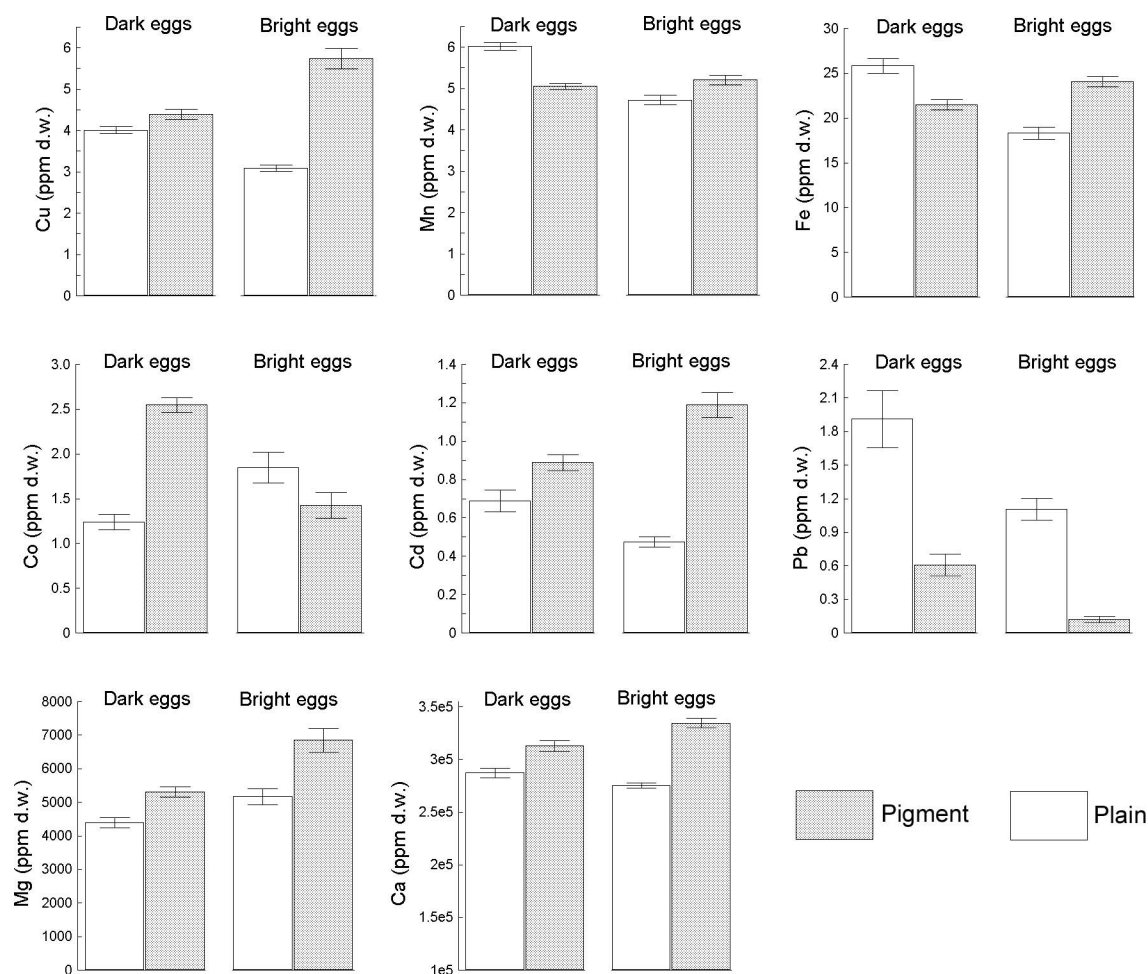 Dark eggs Bright eggs
Cu (ppm d.w.)
6
5
4
3
2
1
0
Dark eggs Bright eggs
Mn (ppm d.w.)
6
5
4
3
2
1
0
Dark eggs Bright eggs
Fe (ppm d.w.)
30
25
20
15
10
5
0
Dark eggs Bright eggs
Co (ppm d.w.)
3.0
2.5
2.0
1.5
1.0
0.5
0
Dark eggs Bright eggs
Cd (ppm d.w.)
1.4
1.2
1.0
0.8
0.6
0.4
0.2
0
Dark eggs Bright eggs
Pb (ppm d.w.)
2.4
2.1
1.8
1.5
1.2
0.9
0.6
0.3
0
Dark eggs Bright eggs
Mg (ppm d.w.)
8000
7000
6000
5000
4000
3000
2000
1000
0
Dark eggs Bright eggs
Ca (ppm d.w.)
3.5e5
3e5
2.5e5
2e5
1.5e5
1e5
Pigment Plain